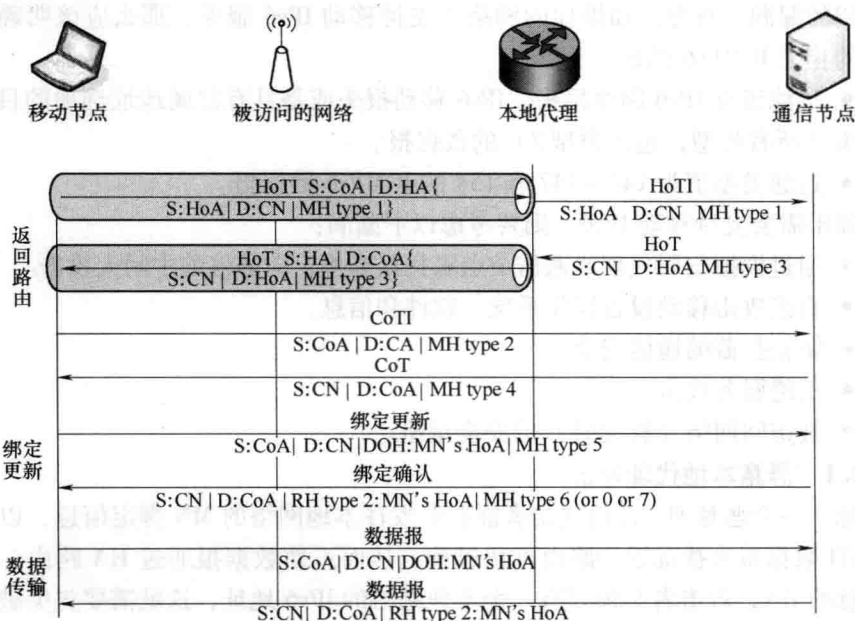 移动节点
被访问的网络
本地代理
通信节点
返回路由
HoTI S:CoA | D:HA{
S:HoA | D:CN | MH type 1}
HoTI
S:HoA D:CN MH type 1
HoT S:HA | D:CoA{
S:CN | D:HoA | MH type 3}
HoT
S:CN D:HoA MH type 3
CoTI
S:CoA | D:CA | MH type 2
CoT
S:CN | D:CoA | MH type 4
绑定更新
绑定更新
S:CoA | D:CN | DOH:MN's HoA | MH type 5
绑定确认
S:CN | D:CoA | RH type 2:MN's HoA | MH type 6 (or 0 or 7)
数据传输
数据报
S:CoA | D:CN | DOH:MN's HoA
数据报
S:CN | D:CoA | RH type 2:MN's HoA